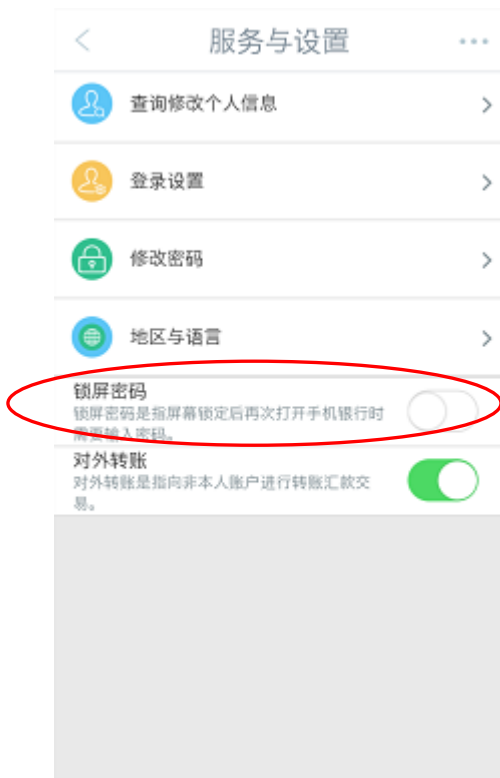 服务与设置
查询修改个人信息
登录设置
修改密码
地区与语言
锁屏密码
锁屏密码是指屏幕锁定后再次打开手机银行时
需要输入密码。
对外转账
对外转账是指向非本人账户进行转账汇款交
易。